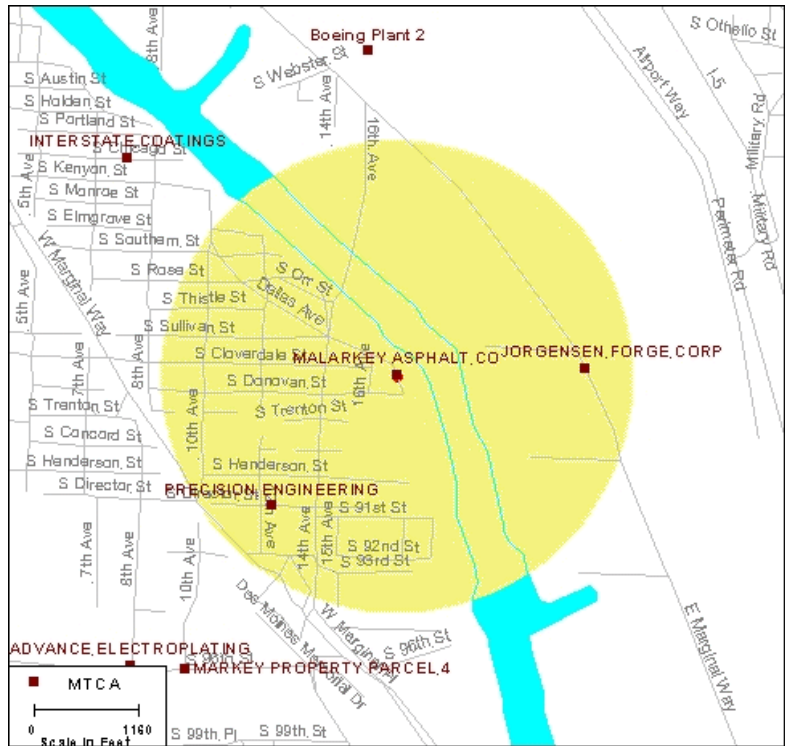 Boeing Plant 2
S Othello St
8th Ave
S Webster St
Airport Way
I-5
S Austin St
S Holden St
S Portland St
14th Ave
16th Ave
Military Rd
INTERSTATE COATINGS
S Chicago St
S Kenyon St
5th Ave
S Monroe St
S Elmgrove St
Perimeter Rd
Military Rd
S Southern St
W Marginal Way
S Rose St
S Orr St
5th Ave
S Thistle St
Dallas Ave
S Sullivan St
7th Ave
8th Ave
S Cloverdale St
MALARKEY ASPHALT CO
JORGENSEN FORGE CORP
S Donovan St
16th Ave
S Trenton St
S Trenton St
10th Ave
S Concord St
S Henderson St
S Henderson St
S Director St
S Director St
PRECISION ENGINEERING
S 91st St
14th Ave
15th Ave
7th Ave
8th Ave
10th Ave
S 92nd St
S 93rd St
Des Moines Memorial Dr
W Marginal Pl
E Marginal Way
S 96th St
ADVANCE ELECTROPLATING
S 96th St
MARKEY PROPERTY PARCEL 4
MTCA
0 1160
Scale in Feet
S 99th Pl
S 99th St